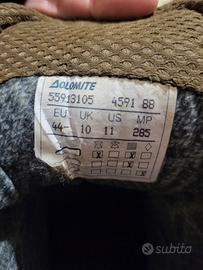 DOLOMITE
55913105 4591 BB
EU UK US MP
44- 10 11 285
subito